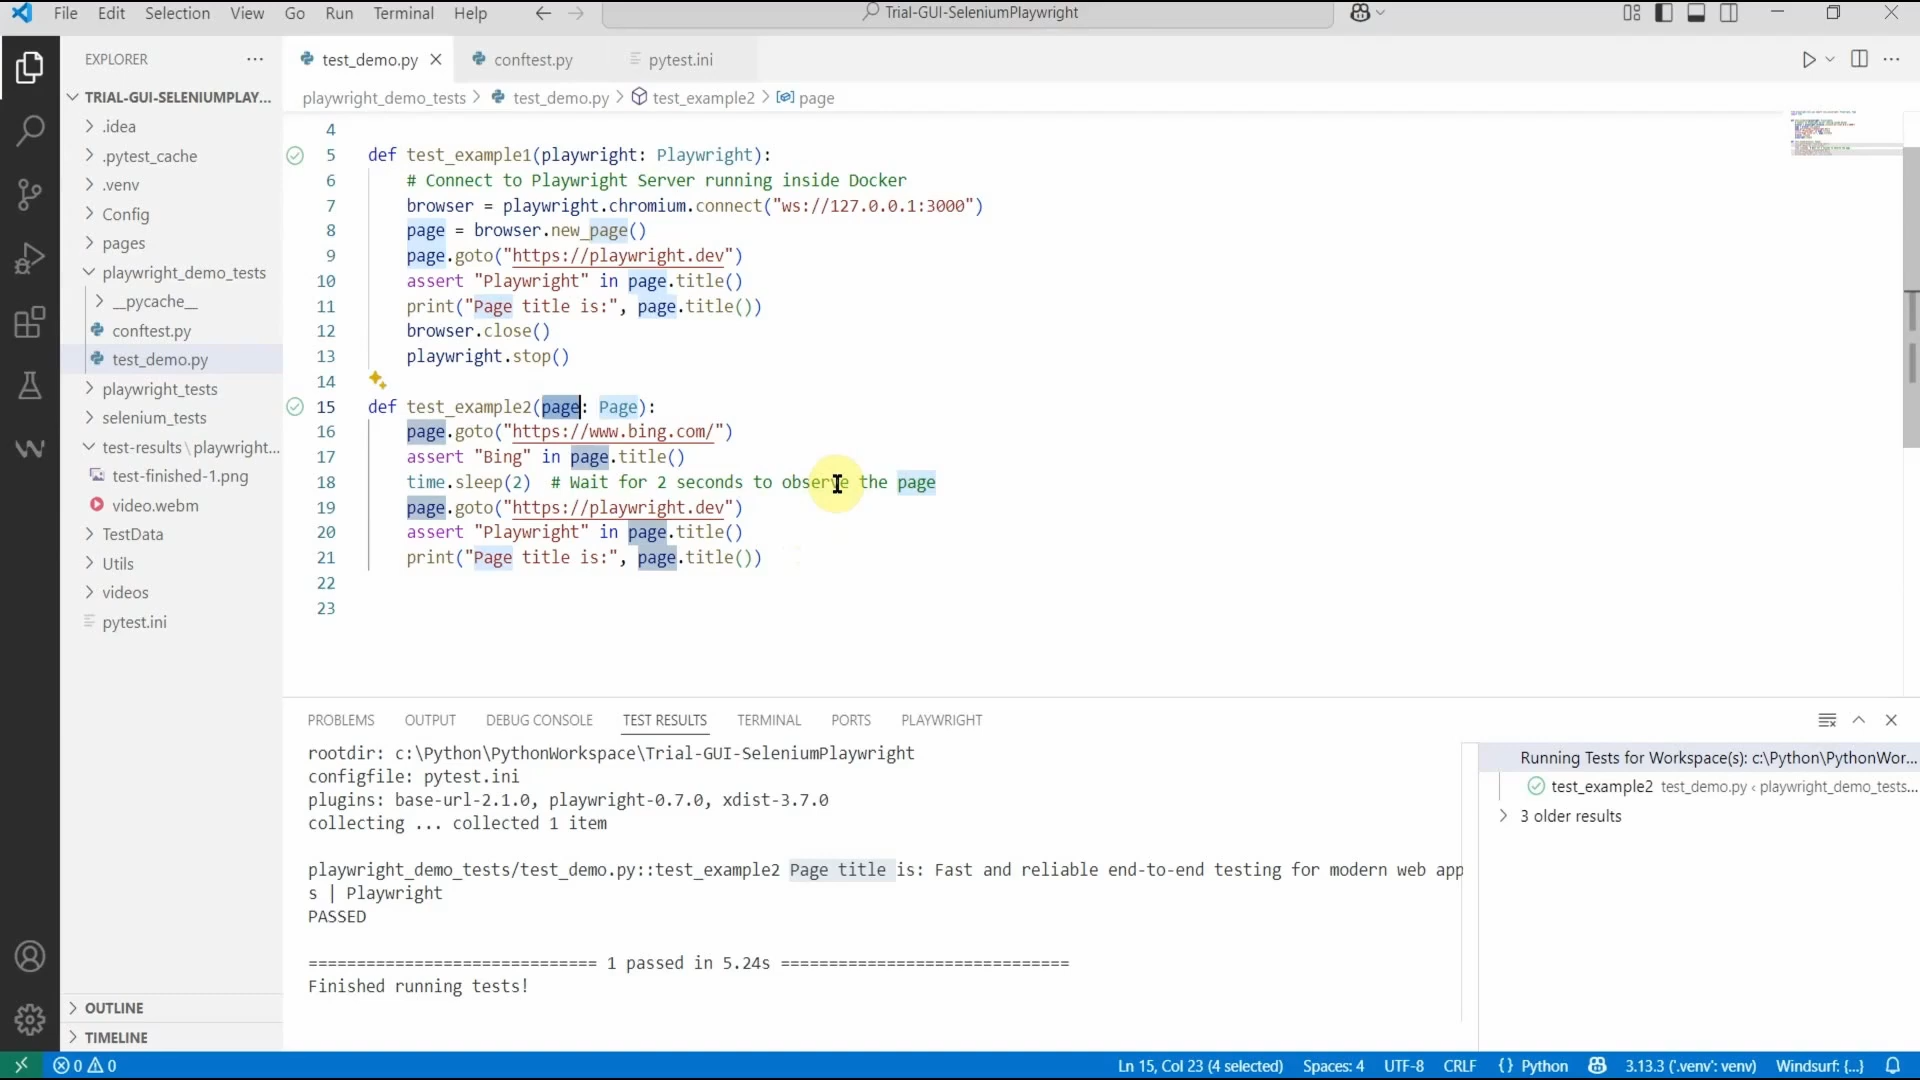 File Edit Selection View Go Run Terminal Help Trial-GUI-SeleniumPlaywright
EXPLORER
TRIAL-GUI-SELENIUMPLAY...
.idea
.pytest_cache
.venv
Config
pages
playwright_demo_tests
__pycache__
conftest.py
test_demo.py
playwright_tests
selenium_tests
test-results\playwright...
test-finished-1.png
video.webm
TestData
Utils
videos
pytest.ini
OUTLINE
TIMELINE
test_demo.py conftest.py pytest.ini
playwright_demo_tests > test_demo.py > test_example2 > page
4
5 def test_example1(playwright: Playwright):
6 # Connect to Playwright Server running inside Docker
7 browser = playwright.chromium.connect("ws://127.0.0.1:3000")
8 page = browser.new_page()
9 page.goto("https://playwright.dev")
10 assert "Playwright" in page.title()
11 print("Page title is:", page.title())
12 browser.close()
13 playwright.stop()
14
15 def test_example2(page: Page):
16 page.goto("https://www.bing.com/")
17 assert "Bing" in page.title()
18 time.sleep(2) # Wait for 2 seconds to observe the page
19 page.goto("https://playwright.dev")
20 assert "Playwright" in page.title()
21 print("Page title is:", page.title())
22
23
PROBLEMS OUTPUT DEBUG CONSOLE TEST RESULTS TERMINAL PORTS PLAYWRIGHT
rootdir: c:\Python\PythonWorkspace\Trial-GUI-SeleniumPlaywright
configfile: pytest.ini
plugins: base-url-2.1.0, playwright-0.7.0, xdist-3.7.0
collecting ... collected 1 item
playwright_demo_tests/test_demo.py::test_example2 Page title is: Fast and reliable end-to-end testing for modern web app
s | Playwright
PASSED
============================= 1 passed in 5.24s ==============================
Finished running tests!
Running Tests for Workspace(s): c:\Python\PythonWor...
test_example2 test_demo.py ‹ playwright_demo_tests...
3 older results
0 0 Ln 15, Col 23 (4 selected) Spaces: 4 UTF-8 CRLF {} Python 3.13.3 ('.venv': venv) Windsurf: {...}